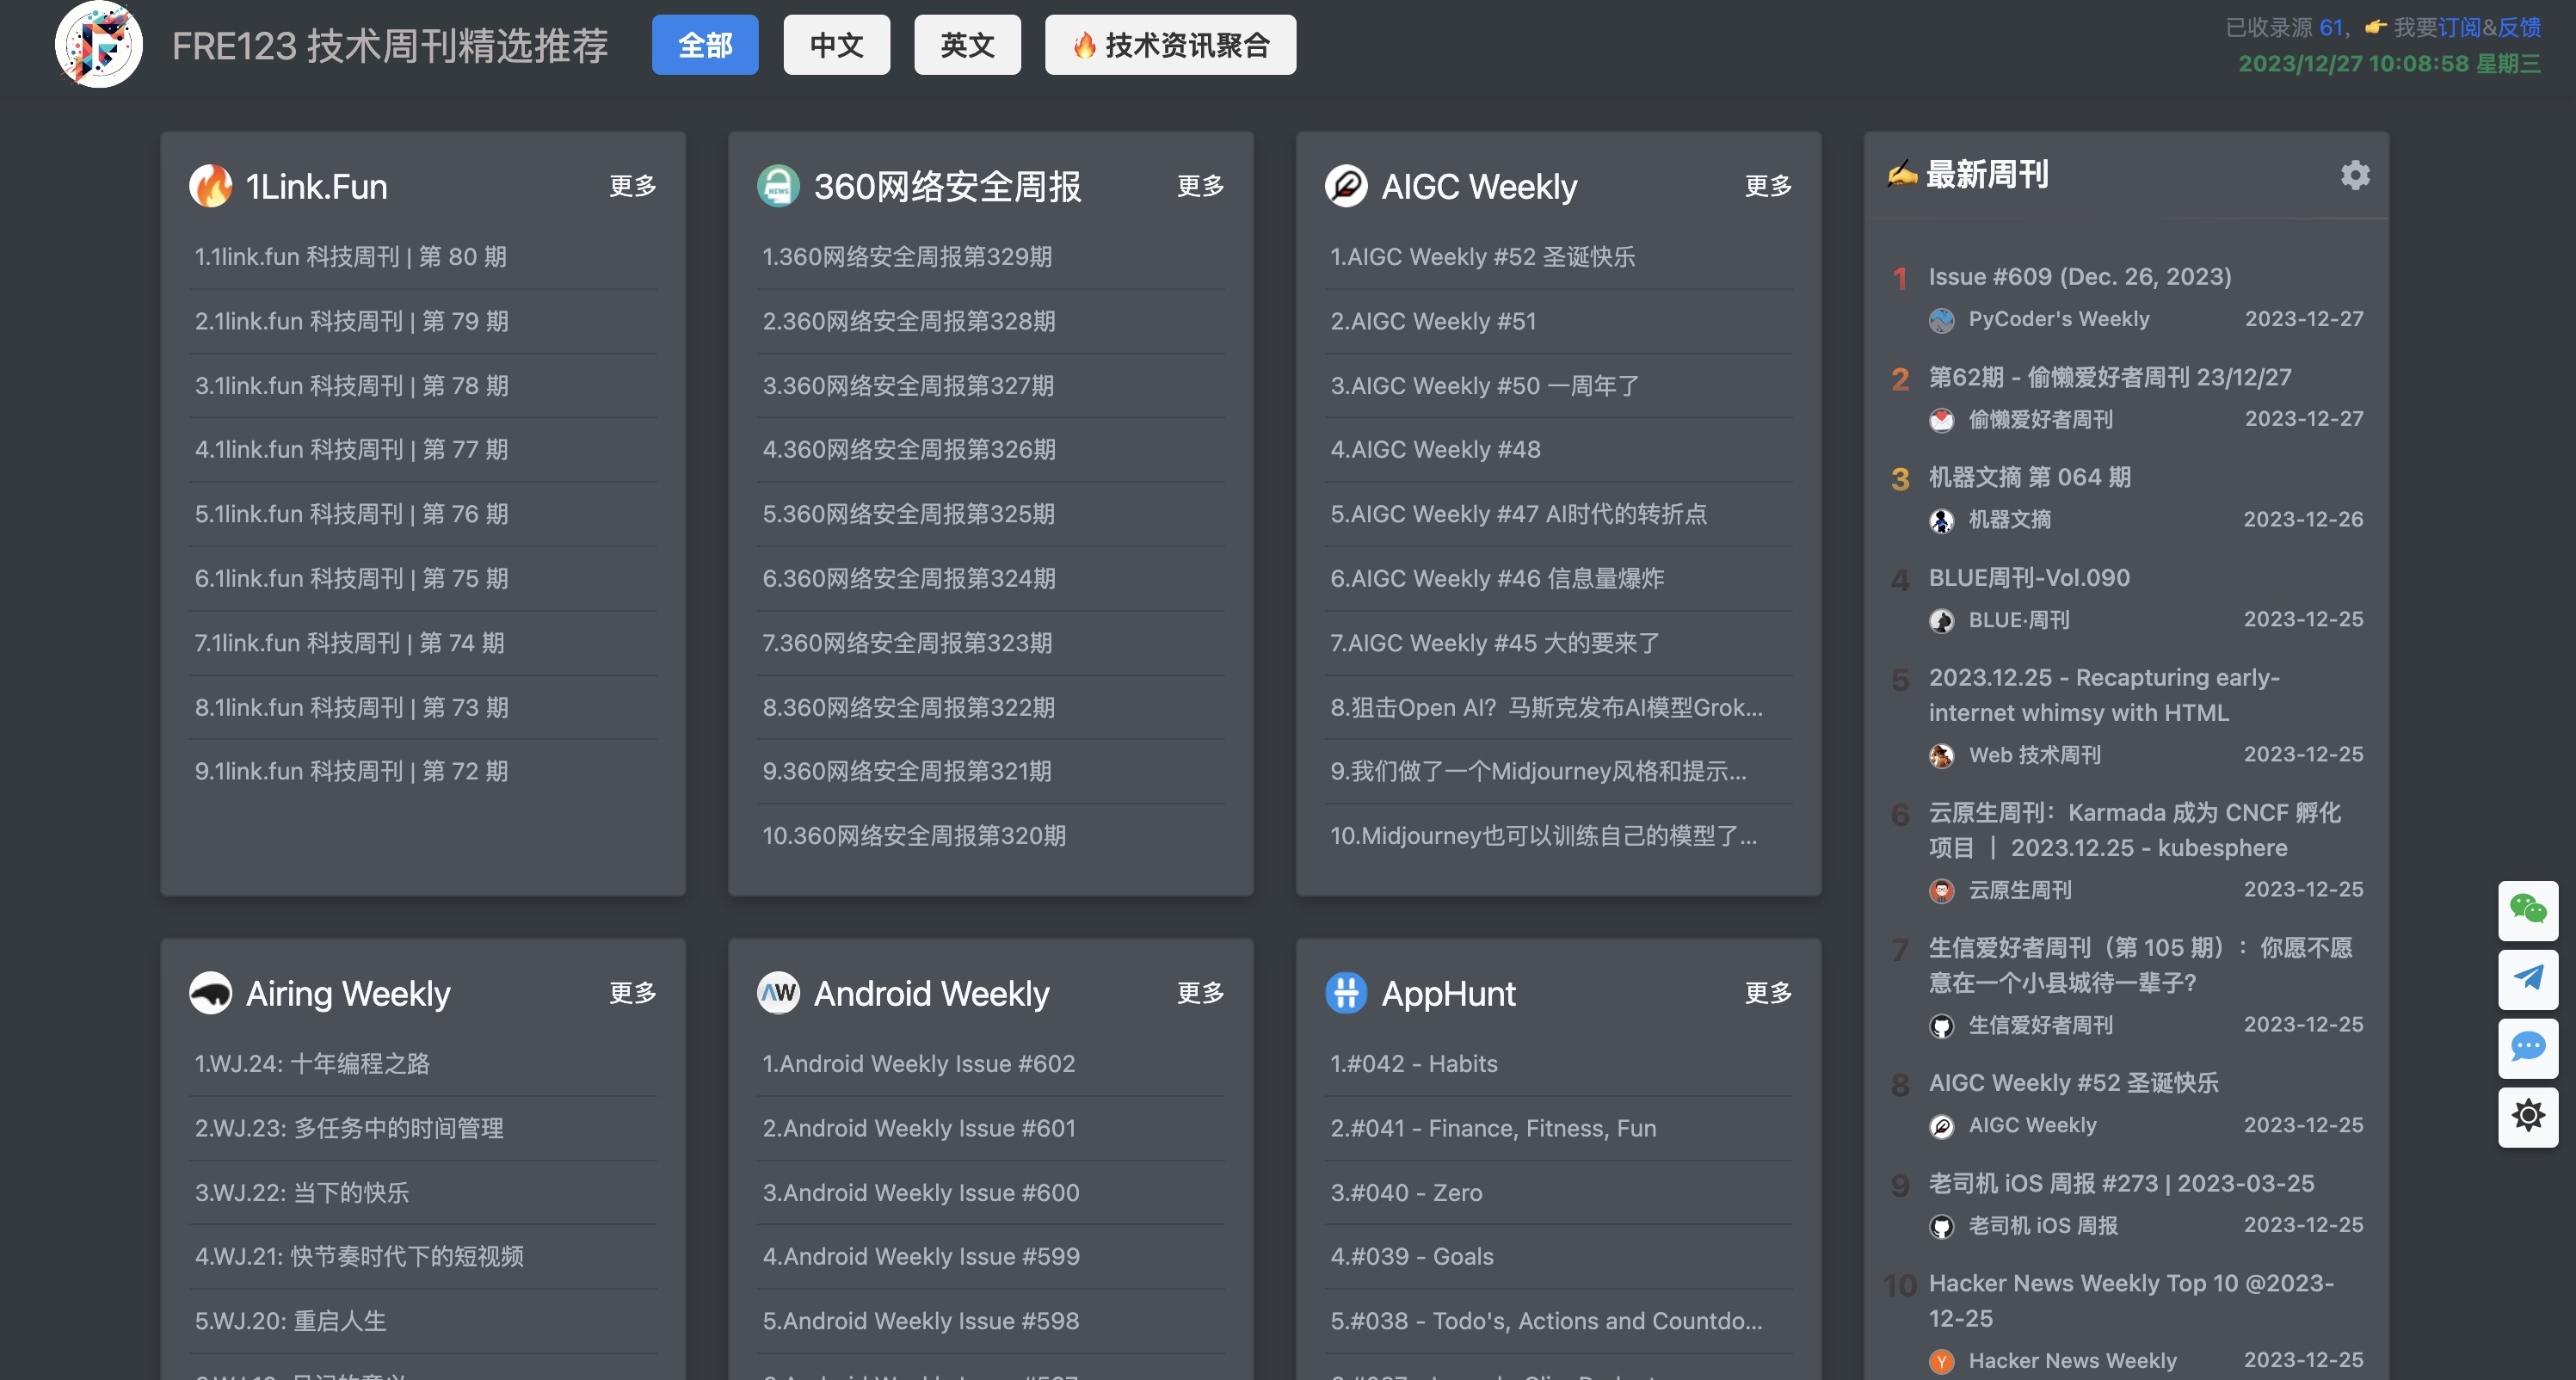 FRE123 技术周刊精选推荐
全部
中文
英文
🔥 技术资讯聚合
已收录源 61, 👉 我要订阅&反馈
2023/12/27 10:08:58 星期三
1Link.Fun
更多
1.1link.fun 科技周刊 | 第 80 期
2.1link.fun 科技周刊 | 第 79 期
3.1link.fun 科技周刊 | 第 78 期
4.1link.fun 科技周刊 | 第 77 期
5.1link.fun 科技周刊 | 第 76 期
6.1link.fun 科技周刊 | 第 75 期
7.1link.fun 科技周刊 | 第 74 期
8.1link.fun 科技周刊 | 第 73 期
9.1link.fun 科技周刊 | 第 72 期
NEWS
360网络安全周报
更多
1.360网络安全周报第329期
2.360网络安全周报第328期
3.360网络安全周报第327期
4.360网络安全周报第326期
5.360网络安全周报第325期
6.360网络安全周报第324期
7.360网络安全周报第323期
8.360网络安全周报第322期
9.360网络安全周报第321期
10.360网络安全周报第320期
AIGC Weekly
更多
1.AIGC Weekly #52 圣诞快乐
2.AIGC Weekly #51
3.AIGC Weekly #50 一周年了
4.AIGC Weekly #48
5.AIGC Weekly #47 AI时代的转折点
6.AIGC Weekly #46 信息量爆炸
7.AIGC Weekly #45 大的要来了
8.狙击Open AI？马斯克发布AI模型Grok...
9.我们做了一个Midjourney风格和提示...
10.Midjourney也可以训练自己的模型了...
Airing Weekly
更多
1.WJ.24: 十年编程之路
2.WJ.23: 多任务中的时间管理
3.WJ.22: 当下的快乐
4.WJ.21: 快节奏时代下的短视频
5.WJ.20: 重启人生
AW
Android Weekly
更多
1.Android Weekly Issue #602
2.Android Weekly Issue #601
3.Android Weekly Issue #600
4.Android Weekly Issue #599
5.Android Weekly Issue #598
AppHunt
更多
1.#042 - Habits
2.#041 - Finance, Fitness, Fun
3.#040 - Zero
4.#039 - Goals
5.#038 - Todo's, Actions and Countdo...
✍️ 最新周刊
1 Issue #609 (Dec. 26, 2023)
PyCoder's Weekly 2023-12-27
2 第62期 - 偷懒爱好者周刊 23/12/27
偷懒爱好者周刊 2023-12-27
3 机器文摘 第 064 期
机器文摘 2023-12-26
4 BLUE周刊-Vol.090
BLUE·周刊 2023-12-25
5 2023.12.25 - Recapturing early-
internet whimsy with HTML
Web 技术周刊 2023-12-25
6 云原生周刊：Karmada 成为 CNCF 孵化
项目 ｜ 2023.12.25 - kubesphere
云原生周刊 2023-12-25
7 生信爱好者周刊（第 105 期）：你愿不愿
意在一个小县城待一辈子?
生信爱好者周刊 2023-12-25
8 AIGC Weekly #52 圣诞快乐
AIGC Weekly 2023-12-25
9 老司机 iOS 周报 #273 | 2023-03-25
老司机 iOS 周报 2023-12-25
10 Hacker News Weekly Top 10 @2023-
12-25
Y Hacker News Weekly 2023-12-25